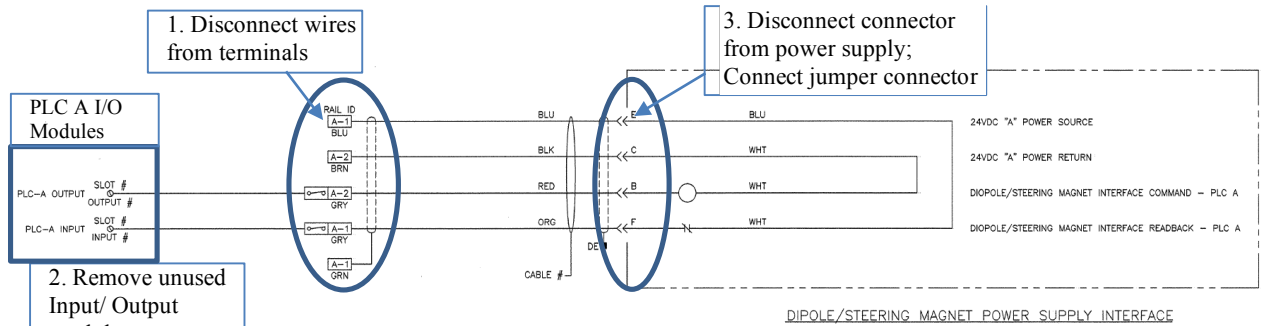 1. Disconnect wires
from terminals
3. Disconnect connector
from power supply;
Connect jumper connector
PLC A I/O
Modules
RAIL ID
A-1
BLU
BLU
E
BLU
24VDC "A" POWER SOURCE
A-2
BRN
BLK
C
WHT
24VDC "A" POWER RETURN
PLC-A OUTPUT
SLOT #
OUTPUT #
A-2
GRY
RED
B
WHT
DIOPOLE/STEERING MAGNET INTERFACE COMMAND - PLC A
PLC-A INPUT
SLOT #
INPUT #
A-1
GRY
ORG
F
WHT
DIOPOLE/STEERING MAGNET INTERFACE READBACK - PLC A
A-1
GRN
CABLE #
2. Remove unused
Input/ Output
DIPOLE/STEERING MAGNET POWER SUPPLY INTERFACE